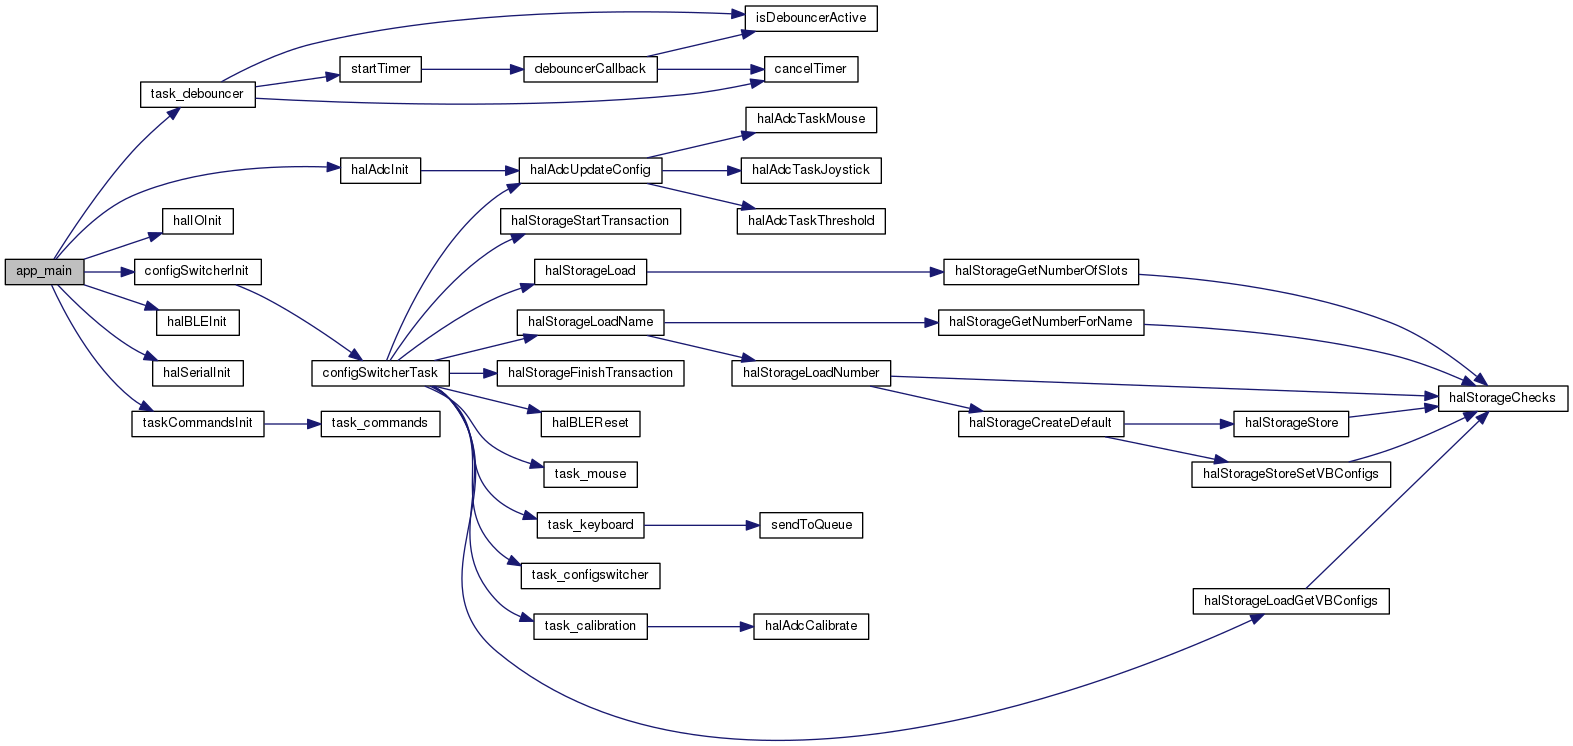 isDebouncerActive
startTimer
debouncerCallback
cancelTimer
task_debouncer
halAdcTaskMouse
halAdcInit
halAdcUpdateConfig
halAdcTaskJoystick
halIOInit
halStorageStartTransaction
halAdcTaskThreshold
app_main
configSwitcherInit
halStorageLoad
halStorageGetNumberOfSlots
halBLEInit
halStorageLoadName
halStorageGetNumberForName
halSerialInit
configSwitcherTask
halStorageFinishTransaction
halStorageLoadNumber
halStorageChecks
taskCommandsInit
task_commands
halBLEReset
halStorageCreateDefault
halStorageStore
task_mouse
halStorageStoreSetVBConfigs
task_keyboard
sendToQueue
task_configswitcher
halStorageLoadGetVBConfigs
task_calibration
halAdcCalibrate